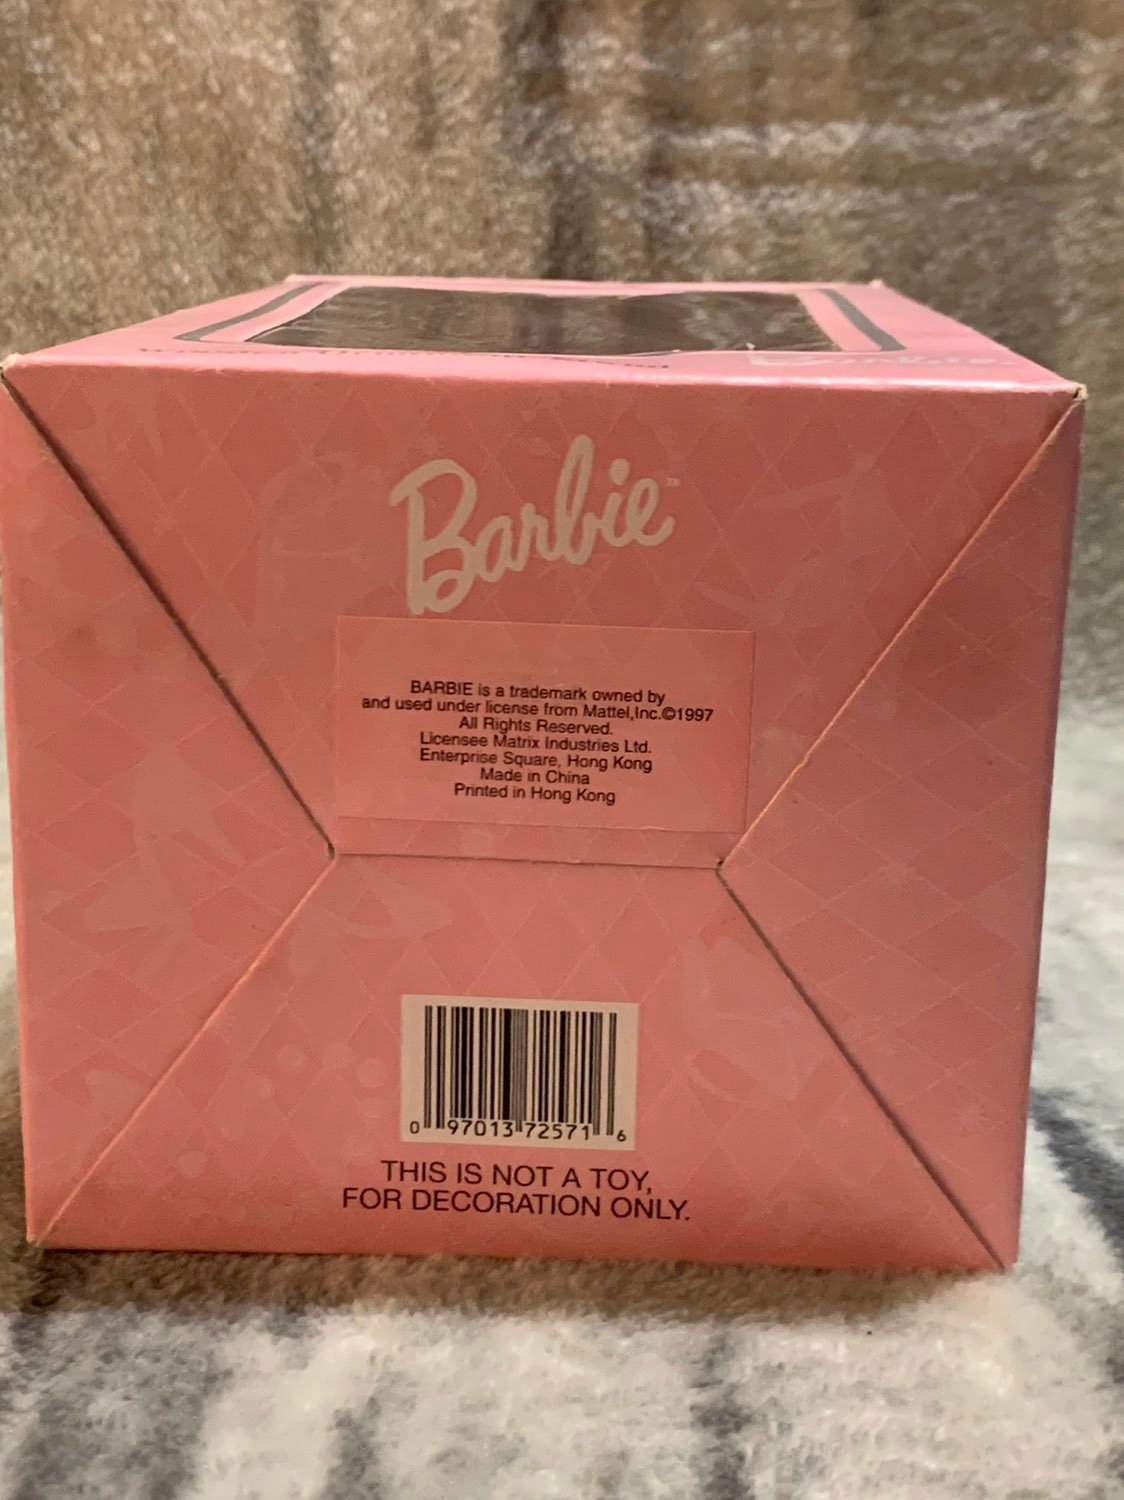 Barbie™
BARBIE is a trademark owned by
and used under license from Mattel,Inc.©1997
All Rights Reserved.
Licensee Matrix Industries Ltd.
Enterprise Square, Hong Kong
Made in China
Printed in Hong Kong
0 97013 72571 6
THIS IS NOT A TOY,
FOR DECORATION ONLY.